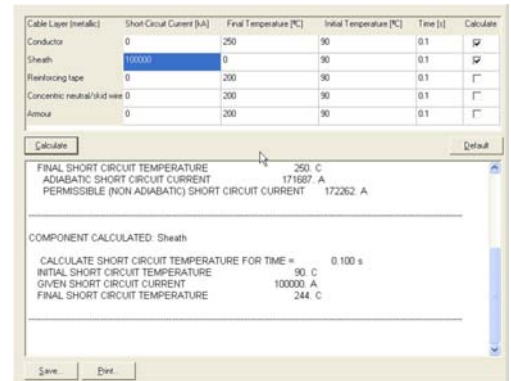 Cable Layer (metallic) Short-Circuit Current [kA] Final Temperature [ºC] Initial Temperature [ºC] Time [s] Calculate
Conductor 0 250 90 0.1
Sheath 100000 0 90 0.1
Reinforcing tape 0 200 90 0.1
Concentric neutral/skid wire 0 200 90 0.1
Armour 0 200 90 0.1
Calculate Default
FINAL SHORT CIRCUIT TEMPERATURE 250. C
ADIABATIC SHORT CIRCUIT CURRENT 171687. A
PERMISSIBLE (NON ADIABATIC) SHORT CIRCUIT CURRENT 172262. A
COMPONENT CALCULATED: Sheath
CALCULATE SHORT CIRCUIT TEMPERATURE FOR TIME = 0.100 s
INITIAL SHORT CIRCUIT TEMPERATURE 90. C
GIVEN SHORT CIRCUIT CURRENT 100000. A
FINAL SHORT CIRCUIT TEMPERATURE 244. C
Save... Print...